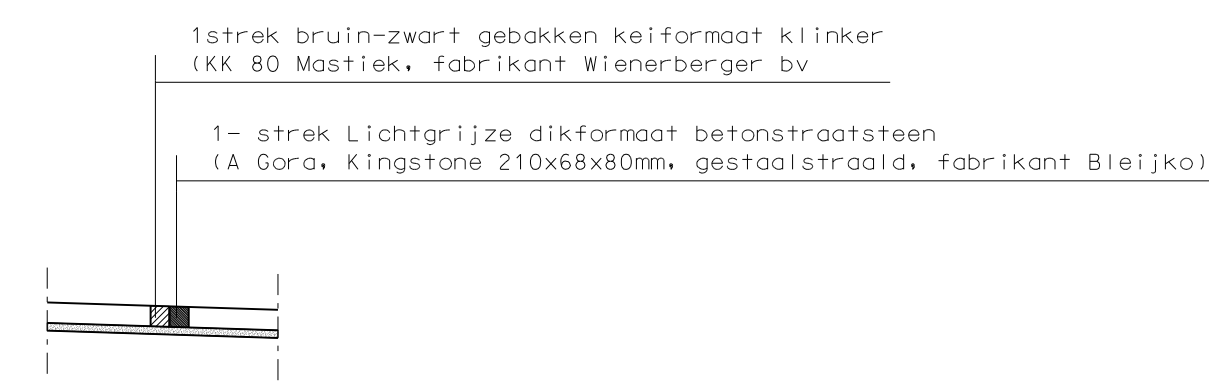 1strek bruin-zwart gebakken keiformaat klinker
(KK 80 Mastiek, fabrikant Wienerberger bv
1- strek Lichtgrijze dikformaat betonstraatsteen
(A Gora, Kingstone 210x68x80mm, gestaalstraald, fabrikant Bleijko)